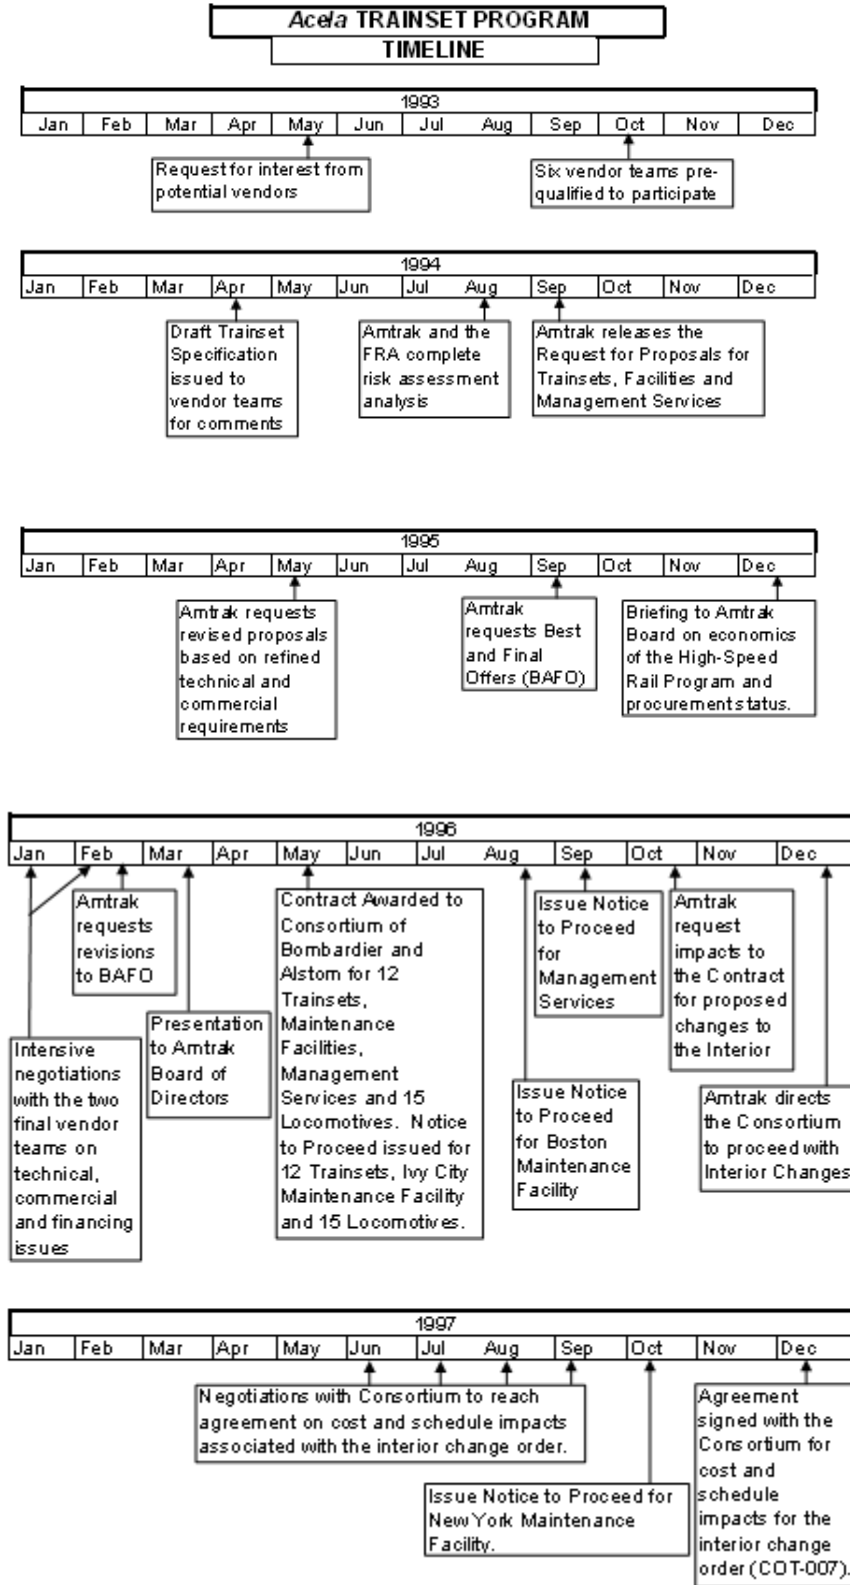 Acela TRAINSET PROGRAM
TIMELINE
1993
Jan Feb Mar Apr May Jun Jul Aug Sep Oct Nov Dec
Request for interest from
potential vendors
Six vendor teams pre-
qualified to participate
1994
Jan Feb Mar Apr May Jun Jul Aug Sep Oct Nov Dec
Draft Trainset
Specification
issued to
vendor teams
for comments
Amtrak and the
FRA complete
risk assessment
analysis
Amtrak releases the
Request for Proposals for
Trainsets, Facilities and
Management Services
1995
Jan Feb Mar Apr May Jun Jul Aug Sep Oct Nov Dec
Amtrak requests
revised proposals
based on refined
technical and
commercial
requirements
Amtrak
requests Best
and Final
Offers (BAFO)
Briefing to Amtrak
Board on economics
of the High-Speed
Rail Program and
procurement status.
1996
Jan Feb Mar Apr May Jun Jul Aug Sep Oct Nov Dec
Intensive
negotiations
with the two
final vendor
teams on
technical,
commercial
and financing
issues
Amtrak
requests
revisions
to BAFO
Presentation
to Amtrak
Board of
Directors
Contract Awarded to
Consortium of
Bombardier and
Alstom for 12
Trainsets,
Maintenance
Facilities,
Management
Services and 15
Locomotives. Notice
to Proceed issued for
12 Trainsets, Ivy City
Maintenance Facility
and 15 Locomotives.
Issue Notice
to Proceed
for Boston
Maintenance
Facility
Issue Notice
to Proceed
for
Management
Services
Amtrak
request
impacts to
the Contract
for proposed
changes to
the Interior
Amtrak directs
the Consortium
to proceed with
Interior Changes
1997
Jan Feb Mar Apr May Jun Jul Aug Sep Oct Nov Dec
Negotiations with Consortium to reach
agreement on cost and schedule impacts
associated with the interior change order.
Issue Notice to Proceed for
New York Maintenance
Facility.
Agreement
signed with the
Consortium for
cost and
schedule
impacts for the
interior change
order (COT-007).